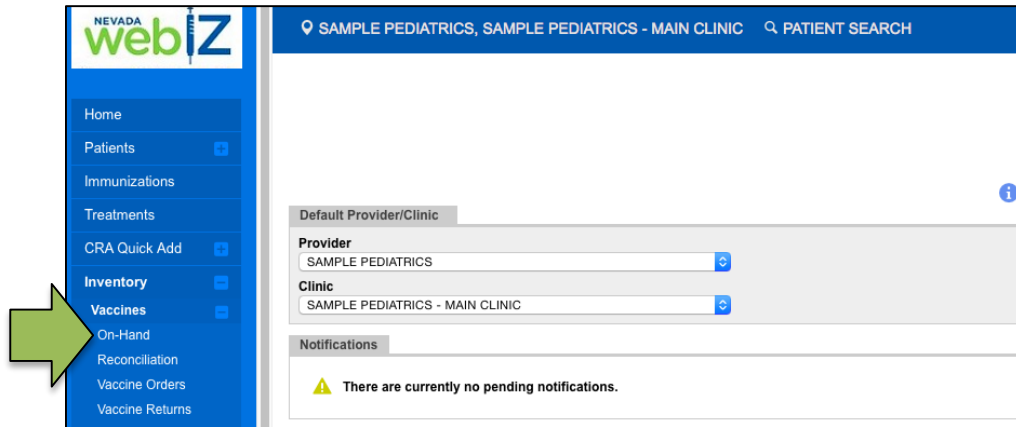 NEVADA
webIZ
SAMPLE PEDIATRICS, SAMPLE PEDIATRICS - MAIN CLINIC PATIENT SEARCH
Home
Patients
Immunizations
Treatments
CRA Quick Add
Inventory
Vaccines
On-Hand
Reconciliation
Vaccine Orders
Vaccine Returns
Default Provider/Clinic
Provider
SAMPLE PEDIATRICS
Clinic
SAMPLE PEDIATRICS - MAIN CLINIC
Notifications
There are currently no pending notifications.